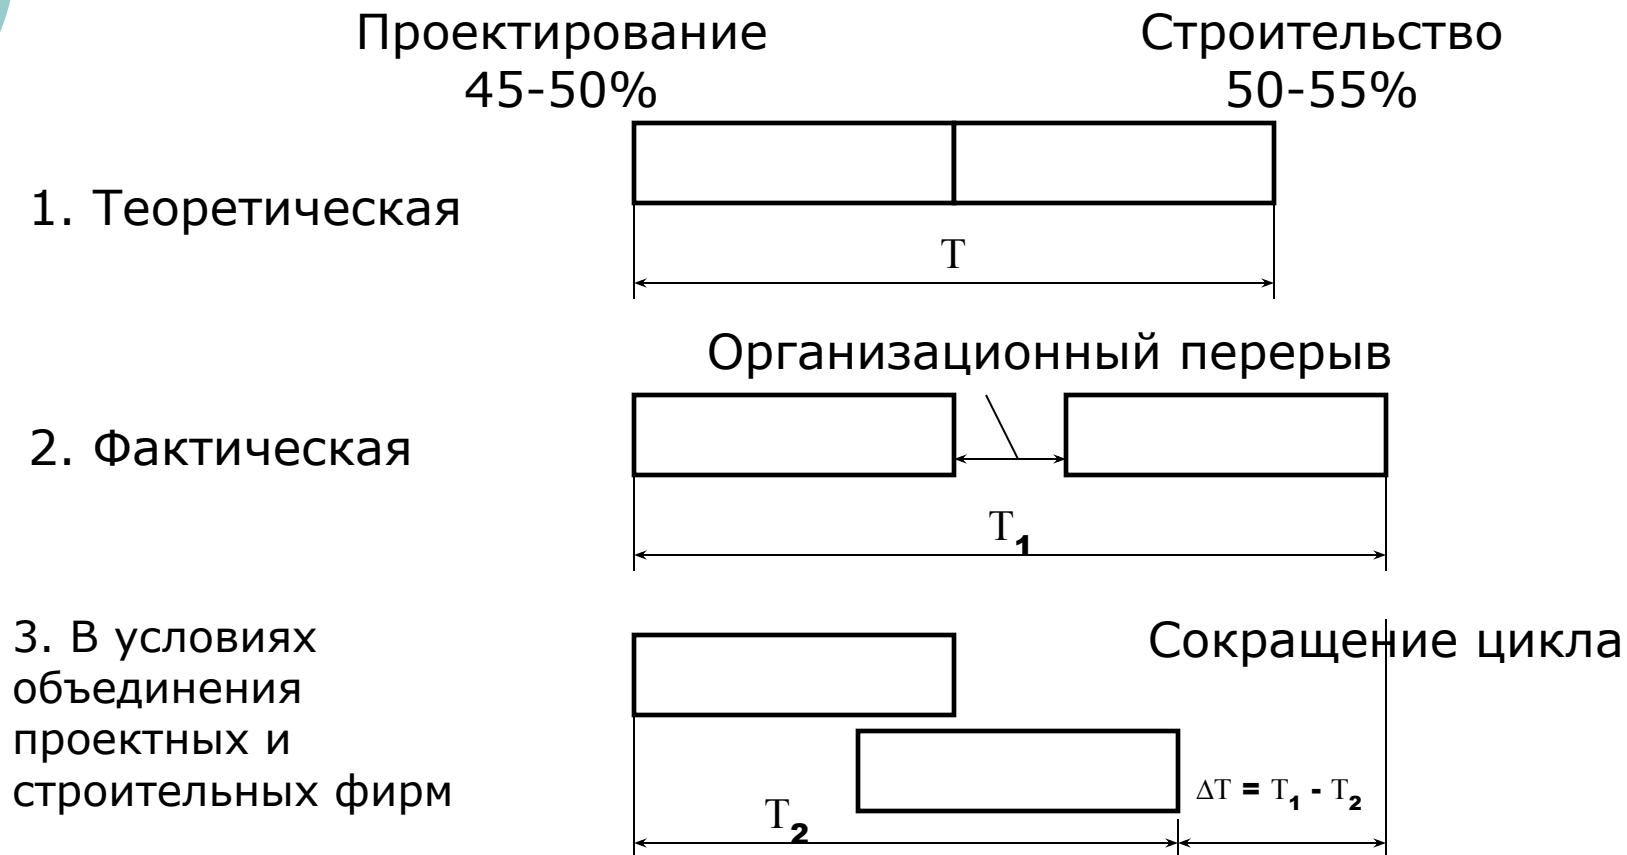 Проектирование
45-50%
Строительство
50-55%
1. Теоретическая
T
Организационный перерыв
2. Фактическая
T1
3. В условиях
объединения
проектных и
строительных фирм
Сокращение цикла
ΔT = T1 - T2
T2